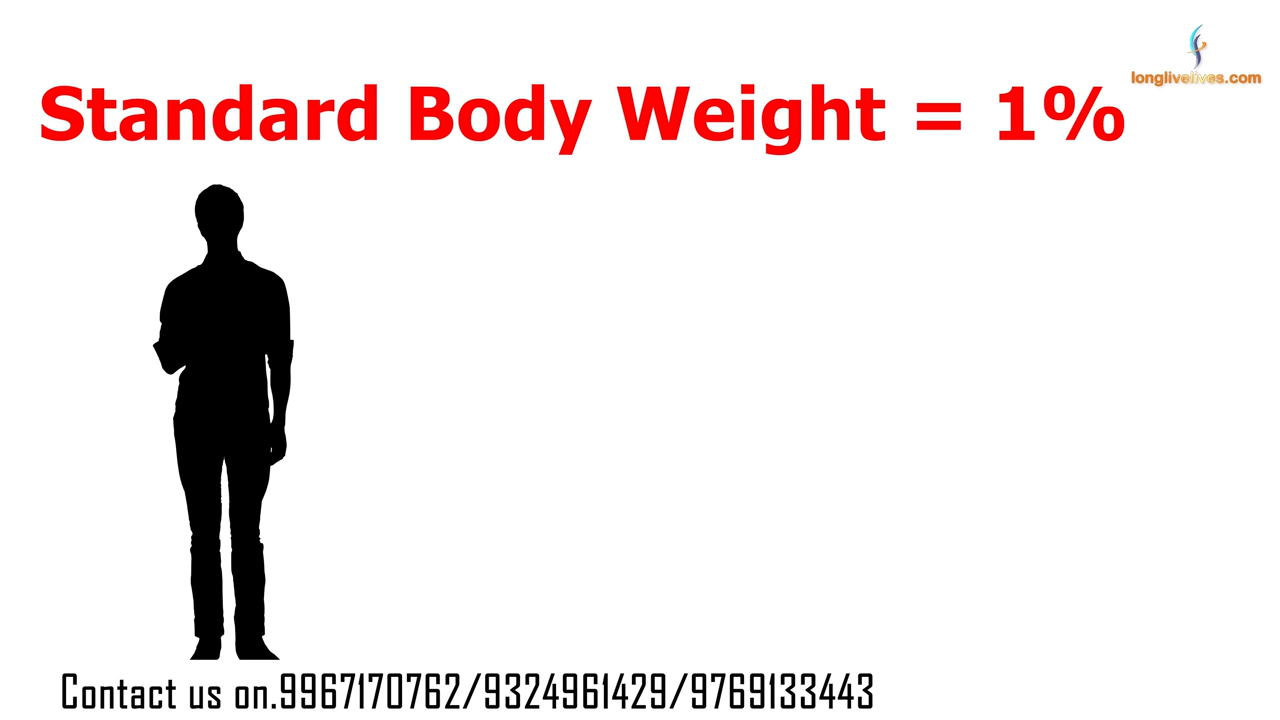 longlivelives.com
Standard Body Weight = 1%
Contact us on.9967170762/9324961429/9769133443